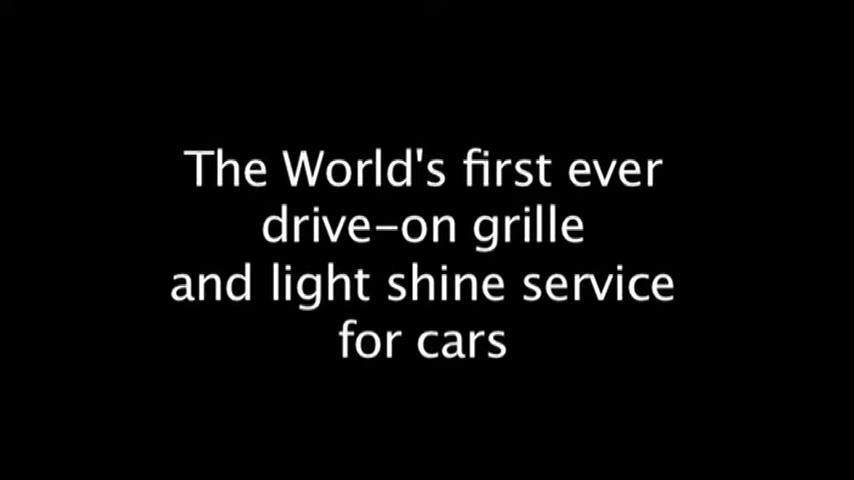 The World's first ever
drive-on grille
and light shine service
for cars